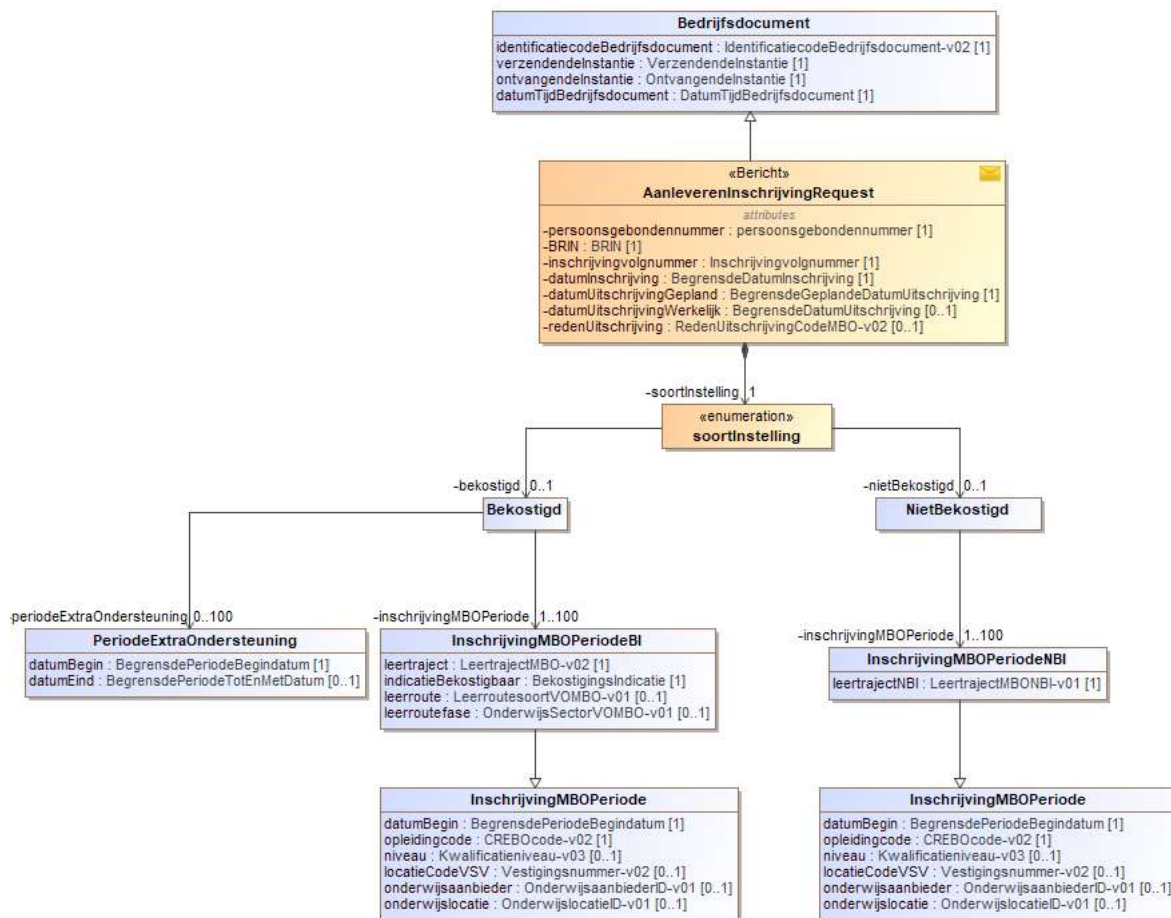 Bedrijfsdocument
identificatiecodeBedrijfsdocument : IdentificatiecodeBedrijfsdocument-v02 [1]
verzendendeInstantie : VerzendendeInstantie [1]
ontvangendeInstantie : OntvangendeInstantie [1]
datumTijdBedrijfsdocument : DatumTijdBedrijfsdocument [1]
«Bericht»
AanleverenInschrijvingRequest
attributes
-persoonsgebondennummer : persoonsgebondennummer [1]
-BRIN : BRIN [1]
-inschrijvingvolgnummer : Inschrijvingvolgnummer [1]
-datumInschrijving : BegrensdeDatumInschrijving [1]
-datumUitschrijvingGepland : BegrensdeGeplandeDatumUitschrijving [1]
-datumUitschrijvingWerkelijk : BegrensdeDatumUitschrijving [0..1]
-redenUitschrijving : RedenUitschrijvingCodeMBO-v02 [0..1]
-soortInstelling 1
«enumeration»
soortInstelling
-bekostigd 0..1
-nietBekostigd 0..1
Bekostigd
NietBekostigd
-periodeExtraOndersteuning 0..100
-inschrijvingMBOPeriode 1..100
-inschrijvingMBOPeriode 1..100
PeriodeExtraOndersteuning
datumBegin : BegrensdePeriodeBegindatum [1]
datumEind : BegrensdePeriodeTotEnMetDatum [0..1]
InschrijvingMBOPeriodeBI
leertraject : LeertrajectMBO-v02 [1]
indicatieBekostigbaar : BekostigingsIndicatie [1]
leerroute : LeerroutesoortVOMBO-v01 [0..1]
leerroutefase : OnderwijsSectorVOMBO-v01 [0..1]
InschrijvingMBOPeriodeNBI
leertrajectNBI : LeertrajectMBONBI-v01 [1]
InschrijvingMBOPeriode
datumBegin : BegrensdePeriodeBegindatum [1]
opleidingcode : CREBOcode-v02 [1]
niveau : Kwalificatieniveau-v03 [0..1]
locatieCodeVSV : Vestigingsnummer-v02 [0..1]
onderwijsaanbieder : OnderwijsaanbiederID-v01 [0..1]
onderwijslocatie : OnderwijslocatieID-v01 [0..1]
InschrijvingMBOPeriode
datumBegin : BegrensdePeriodeBegindatum [1]
opleidingcode : CREBOcode-v02 [1]
niveau : Kwalificatieniveau-v03 [0..1]
locatieCodeVSV : Vestigingsnummer-v02 [0..1]
onderwijsaanbieder : OnderwijsaanbiederID-v01 [0..1]
onderwijslocatie : OnderwijslocatieID-v01 [0..1]